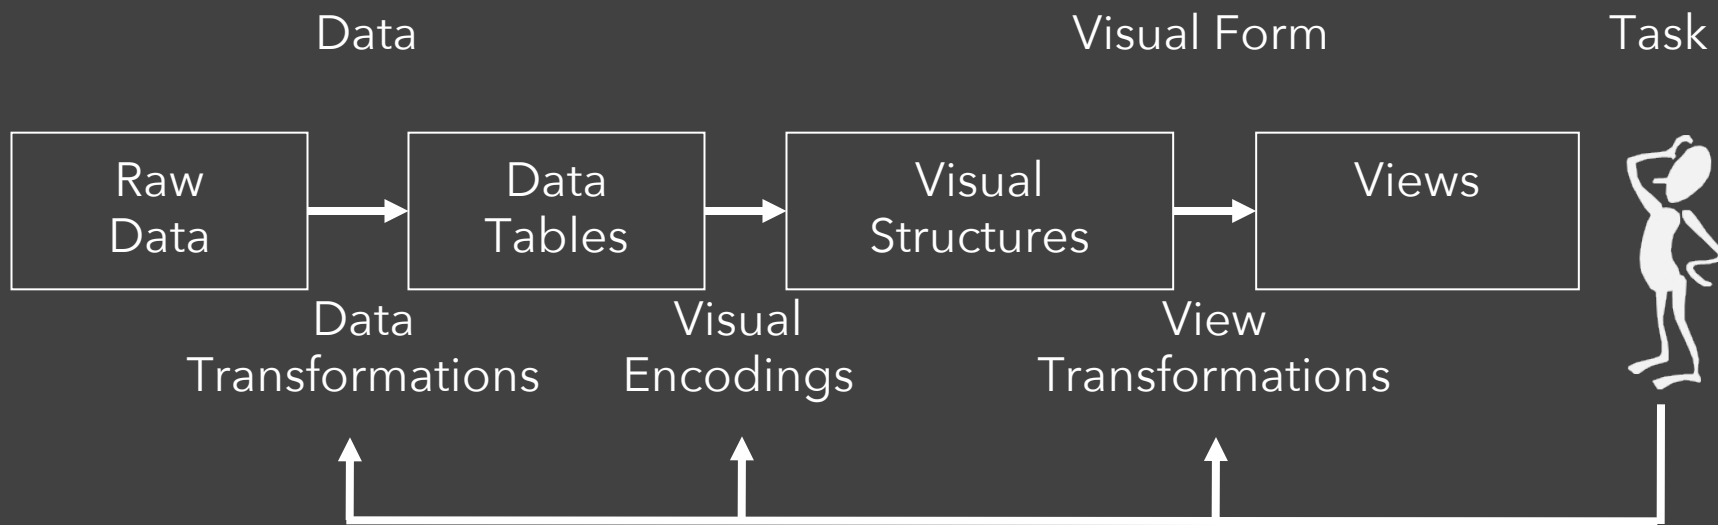 Data
Visual Form
Task
Raw
Data
Data
Tables
Visual
Structures
Views
Data
Transformations
Visual
Encodings
View
Transformations